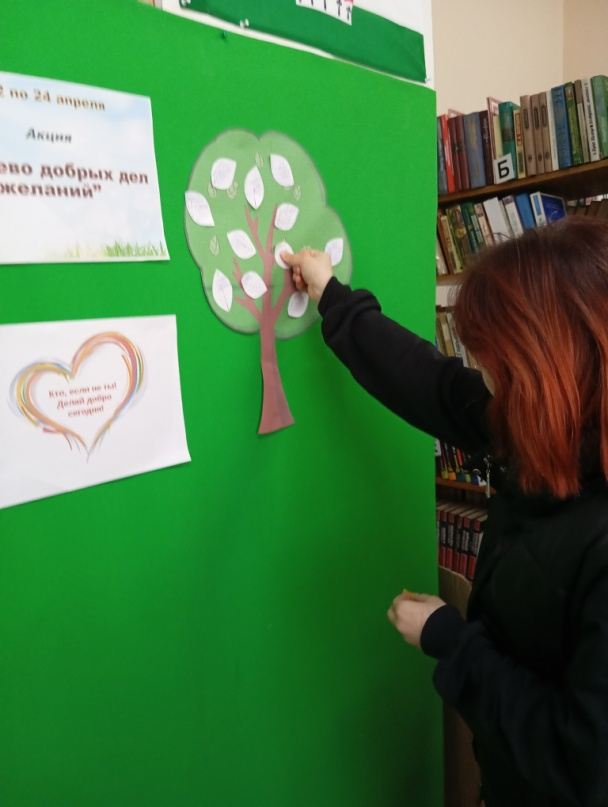 2 по 24 апреля
Акция
ево добрых дел
желаний"
Кто, если не ты!
Делай добро
сегодня!
Б